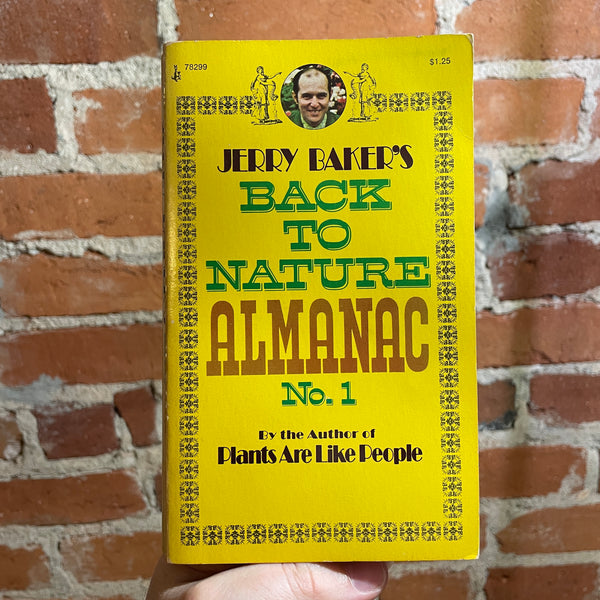 78299
$1.25
JERRY BAKER'S
BACK
TO
NATURE
ALMANAC
No. 1
By the Author of
Plants Are Like People